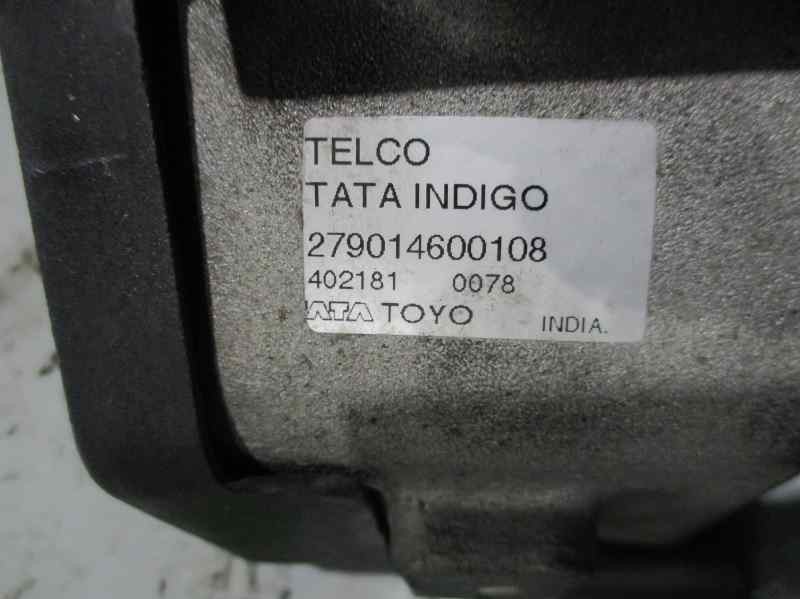 TELCO
TATA INDIGO
279014600108
402181 0078
TATA TOYO INDIA.